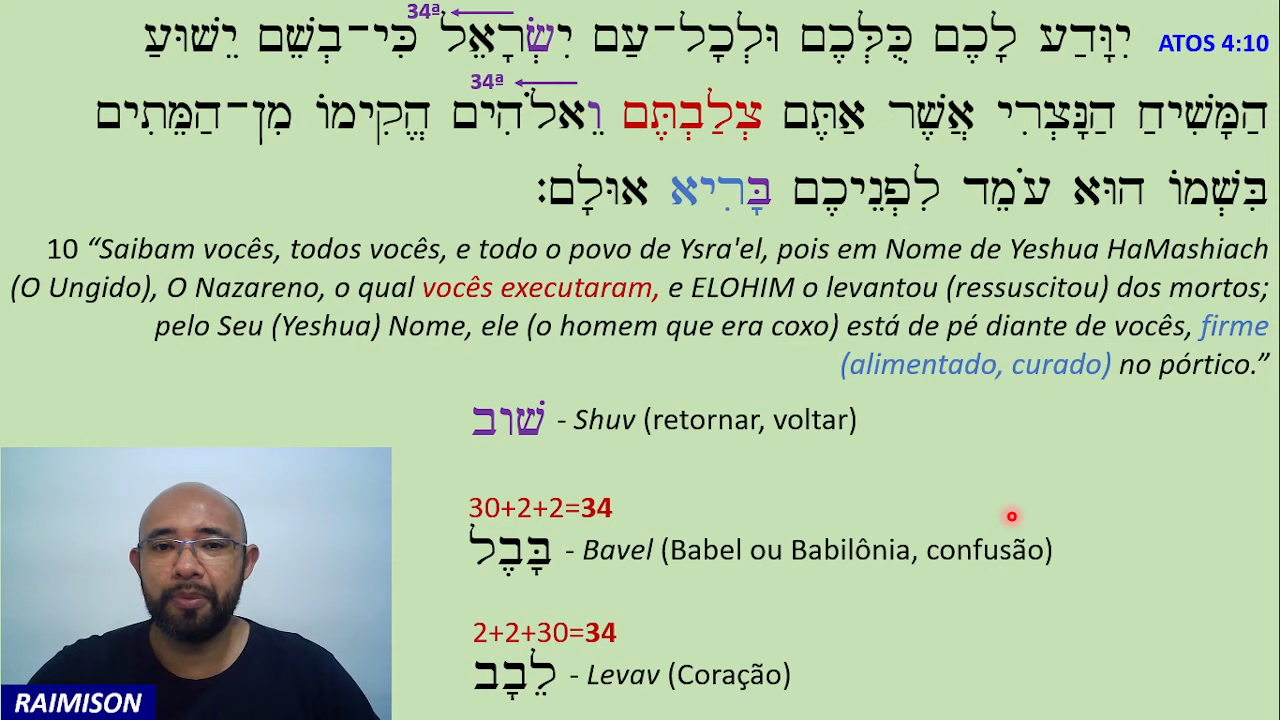 ATOS 4:10
34ª
יִוָּדַע לָכֶם כֻּלְּכֶם וּלְכָל־עַם יִשְׂרָאֵל כִּי־בְשֵׁם יֵשׁוּעַ
34ª
הַמָּשִׁיחַ הַנָּצְרִי אֲשֶׁר אַתֶּם צְלַבְתֶּם וֵאלֹהִים הֱקִימוֹ מִן־הַמֵּתִים
בִּשְׁמוֹ הוּא עֹמֵד לִפְנֵיכֶם בָּרִיא אוּלָם׃
10 “Saibam vocês, todos vocês, e todo o povo de Ysra'el, pois em Nome de Yeshua HaMashiach
(O Ungido), O Nazareno, o qual vocês executaram, e ELOHIM o levantou (ressuscitou) dos mortos;
pelo Seu (Yeshua) Nome, ele (o homem que era coxo) está de pé diante de vocês, firme
(alimentado, curado) no pórtico.”
שׁוב - Shuv (retornar, voltar)
30+2+2=34
בָּבֶל - Bavel (Babel ou Babilônia, confusão)
2+2+30=34
לֵבָב - Levav (Coração)
RAIMISON